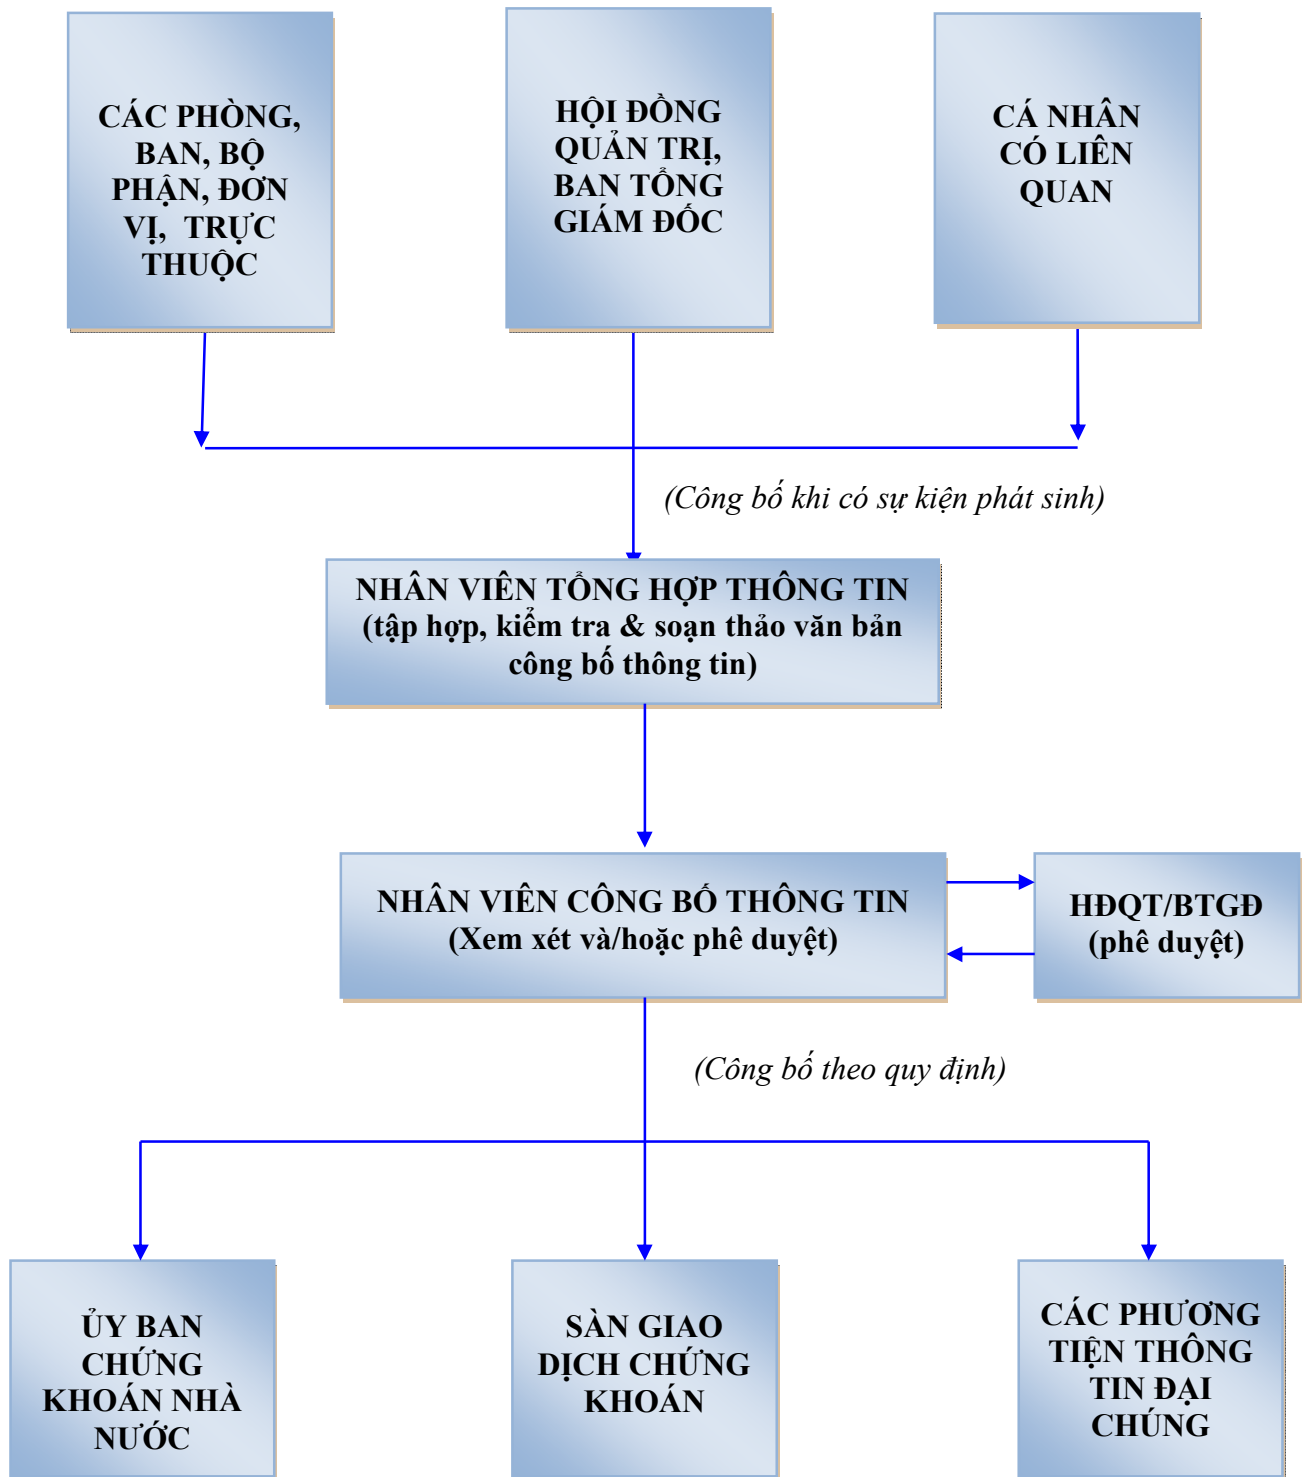 CÁC PHÒNG,
BAN, BỘ
PHẬN, ĐƠN
VỊ, TRỰC
THUỘC
HỘI ĐỒNG
QUẢN TRỊ,
BAN TỔNG
GIÁM ĐỐC
CÁ NHÂN
CÓ LIÊN
QUAN
(Công bố khi có sự kiện phát sinh)
NHÂN VIÊN TỔNG HỢP THÔNG TIN
(tập hợp, kiểm tra & soạn thảo văn bản
công bố thông tin)
NHÂN VIÊN CÔNG BỐ THÔNG TIN
(Xem xét và/hoặc phê duyệt)
HĐQT/BTGĐ
(phê duyệt)
(Công bố theo quy định)
ỦY BAN
CHỨNG
KHOÁN NHÀ
NƯỚC
SÀN GIAO
DỊCH CHỨNG
KHOÁN
CÁC PHƯƠNG
TIỆN THÔNG
TIN ĐẠI
CHÚNG